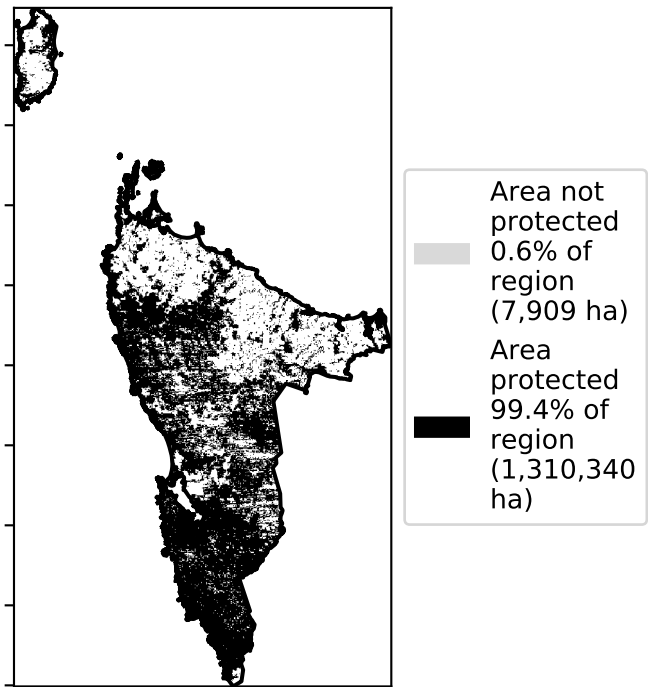 Area not
protected
0.6% of
region
(7,909 ha)
Area
protected
99.4% of
region
(1,310,340
ha)